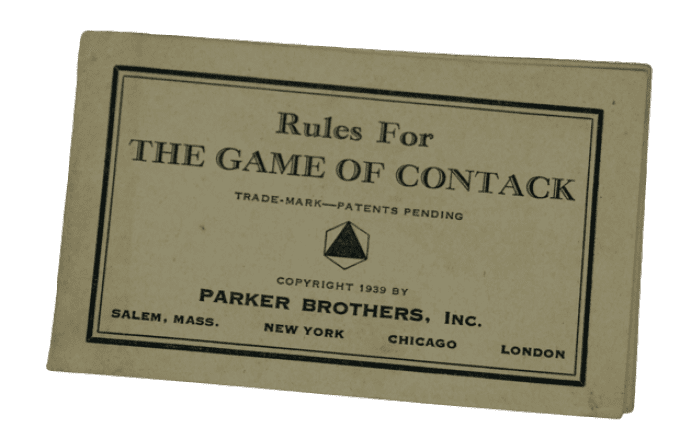 Rules For
THE GAME OF CONTACK
TRADE-MARK—PATENTS PENDING
COPYRIGHT 1939 BY
PARKER BROTHERS, INC.
SALEM, MASS. NEW YORK CHICAGO LONDON